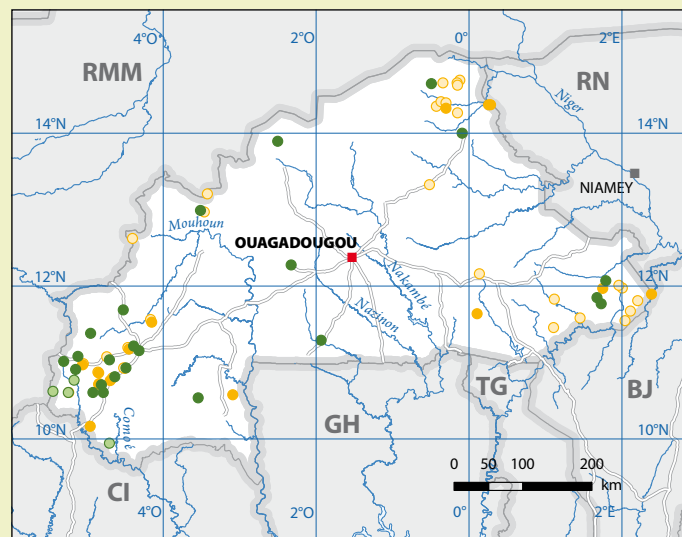 4°O 2°O 0° 2°E
RMM
RN
Niger
14°N 14°N
NIAMEY
Mouhoun
OUAGADOUGOU
Nakambé
12°N 12°N
Nazinon
TG
BJ
GH
10°N 10°N
Comoé
CI
0 50 100 200
km
4°O 2°O 0° 2°E